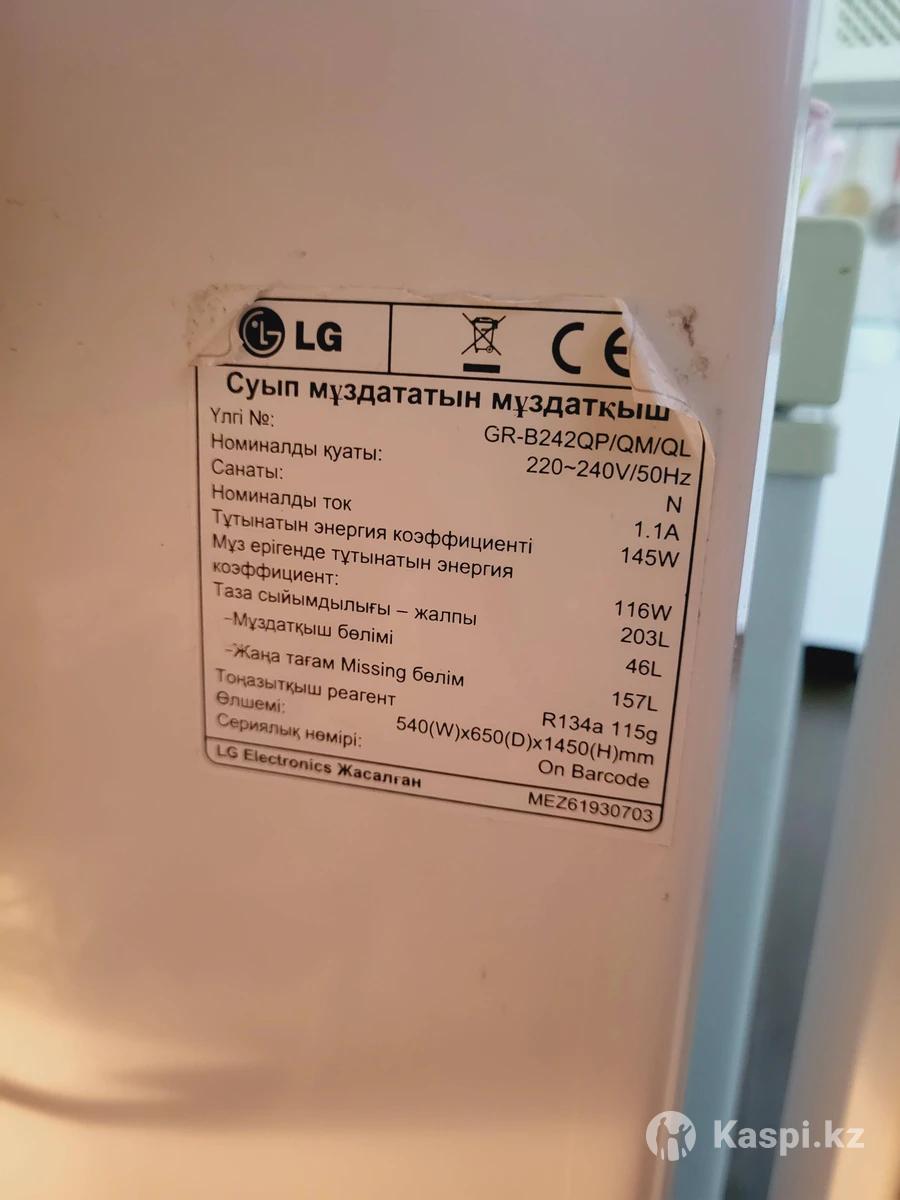 LG
CE
Суып мұздататын мұздатқыш
Үлгі №: GR-B242QP/QM/QL
Номиналды қуаты: 220~240V/50Hz
Санаты: N
Номиналды ток 1.1A
Тұтынатын энергия коэффициенті 145W
Мұз ерігенде тұтынатын энергия
коэффициент: 116W
Таза сыйымдылығы – жалпы 203L
–Мұздатқыш бөлімі 46L
–Жаңа тағам Missing бөлім 157L
Тоңазытқыш реагент R134a 115g
Өлшемі: 540(W)x650(D)x1450(H)mm
Сериялық нөмірі: On Barcode
LG Electronics Жасалған MEZ61930703
Kaspi.kz